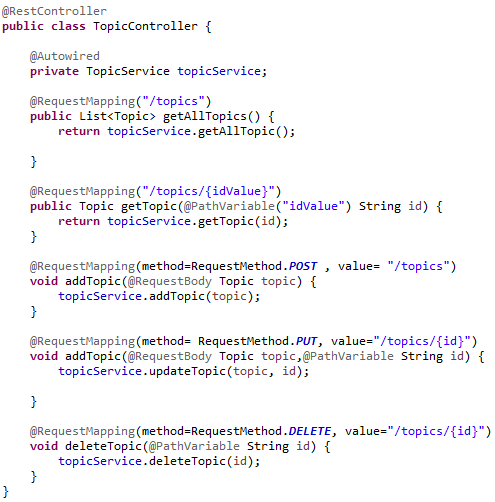 @RestController
public class TopicController {
@Autowired
private TopicService topicService;
@RequestMapping("/topics")
public List<Topic> getAllTopics() {
return topicService.getAllTopic();
}
@RequestMapping("/topics/{idValue}")
public Topic getTopic(@PathVariable("idValue") String id) {
return topicService.getTopic(id);
}
@RequestMapping(method=RequestMethod.POST , value= "/topics")
void addTopic(@RequestBody Topic topic) {
topicService.addTopic(topic);
}
@RequestMapping(method= RequestMethod.PUT, value="/topics/{id}")
void addTopic(@RequestBody Topic topic,@PathVariable String id) {
topicService.updateTopic(topic, id);
}
@RequestMapping(method=RequestMethod.DELETE, value="/topics/{id}")
void deleteTopic(@PathVariable String id) {
topicService.deleteTopic(id);
}
}